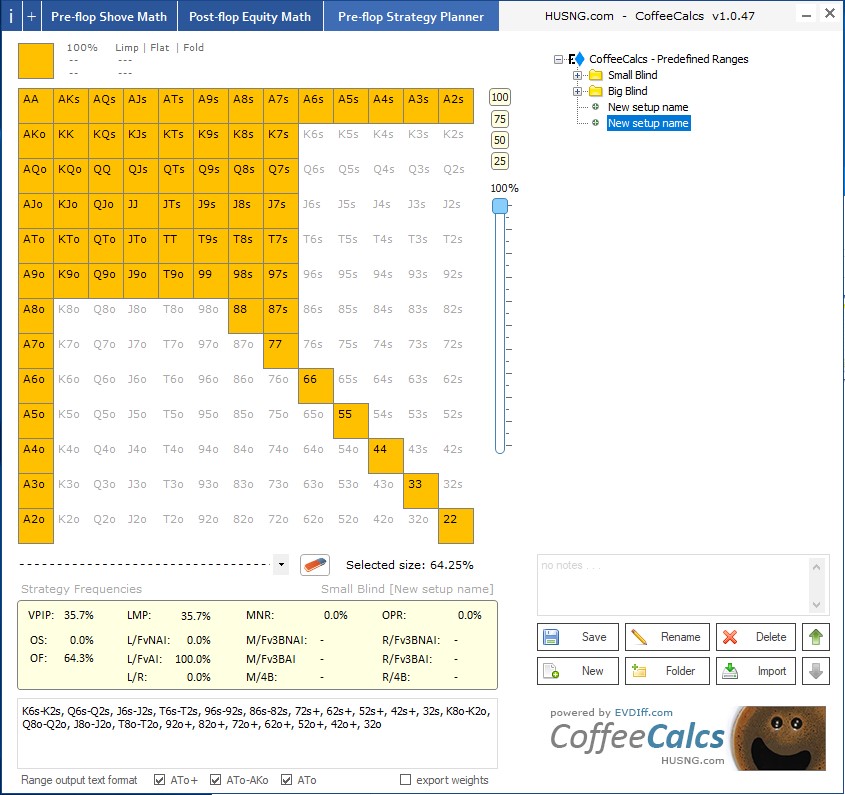 i + Pre-flop Shove Math Post-flop Equity Math Pre-flop Strategy Planner HUSNG.com - CoffeeCalcs v1.0.47
100% Limp | Flat | Fold
-- ---
-- ---
CoffeeCalcs - Predefined Ranges
Small Blind
Big Blind
New setup name
New setup name
AA AKs AQs AJs ATs A9s A8s A7s A6s A5s A4s A3s A2s
AKo KK KQs KJs KTs K9s K8s K7s K6s K5s K4s K3s K2s
AQo KQo QQ QJs QTs Q9s Q8s Q7s Q6s Q5s Q4s Q3s Q2s
AJo KJo QJo JJ JTs J9s J8s J7s J6s J5s J4s J3s J2s
ATo KTo QTo JTo TT T9s T8s T7s T6s T5s T4s T3s T2s
A9o K9o Q9o J9o T9o 99 98s 97s 96s 95s 94s 93s 92s
A8o K8o Q8o J8o T8o 98o 88 87s 86s 85s 84s 83s 82s
A7o K7o Q7o J7o T7o 97o 87o 77 76s 75s 74s 73s 72s
A6o K6o Q6o J6o T6o 96o 86o 76o 66 65s 64s 63s 62s
A5o K5o Q5o J5o T5o 95o 85o 75o 65o 55 54s 53s 52s
A4o K4o Q4o J4o T4o 94o 84o 74o 64o 54o 44 43s 42s
A3o K3o Q3o J3o T3o 93o 83o 73o 63o 53o 43o 33 32s
A2o K2o Q2o J2o T2o 92o 82o 72o 62o 52o 42o 32o 22
100
75
50
25
100%
Selected size: 64.25%
Strategy Frequencies Small Blind [New setup name]
VPIP: 35.7% LMP: 35.7% MNR: 0.0% OPR: 0.0%
OS: 0.0% L/FvNAI: 0.0% M/Fv3BNAI: - R/Fv3BNAI: -
OF: 64.3% L/FvAI: 100.0% M/Fv3BAI - R/Fv3BAI: -
L/R: 0.0% M/4B: - R/4B: -
K6s-K2s, Q6s-Q2s, J6s-J2s, T6s-T2s, 96s-92s, 86s-82s, 72s+, 62s+, 52s+, 42s+, 32s, K8o-K2o,
Q8o-Q2o, J8o-J2o, T8o-T2o, 92o+, 82o+, 72o+, 62o+, 52o+, 42o+, 32o
Range output text format ATo+ ATo-AKo ATo export weights
no notes . . .
Save Rename Delete
New Folder Import
powered by EVDIff.com
CoffeeCalcs
HUSNG.com